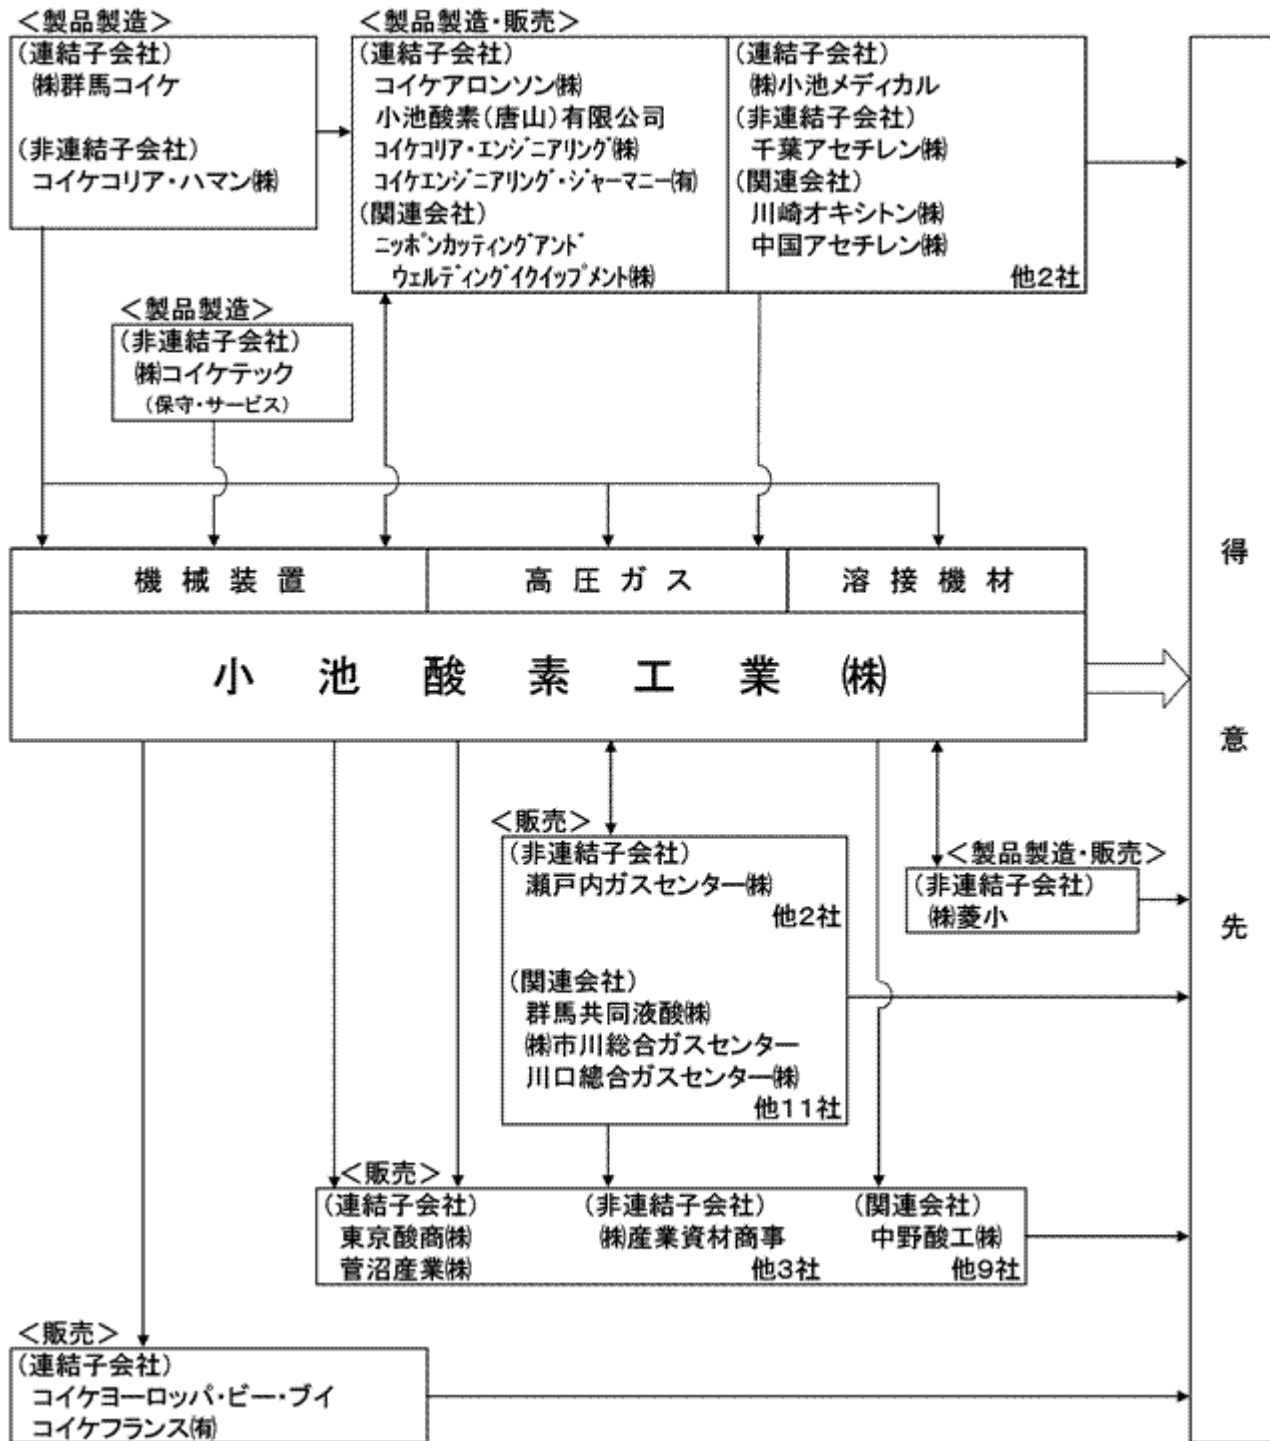 ＜製品製造＞
(連結子会社)
㈱群馬コイケ
(非連結子会社)
コイケコリア・ハマン㈱
＜製品製造・販売＞
(連結子会社)
コイケアロンソン㈱
小池酸素(唐山)有限公司
コイケコリア・エンジニアリング㈱
コイケエンジニアリング・ジャーマニー㈲
(関連会社)
ニッポンカッティングアンド
ウェルディングイクイップメント㈱
(連結子会社)
㈱小池メディカル
(非連結子会社)
千葉アセチレン㈱
(関連会社)
川崎オキシトン㈱
中国アセチレン㈱
他2社
＜製品製造＞
(非連結子会社)
㈱コイケテック
(保守・サービス)
機械装置
高圧ガス
溶接機材
小池酸素工業㈱
得意先
＜販売＞
(非連結子会社)
瀬戸内ガスセンター㈱
他2社
(関連会社)
群馬共同液酸㈱
㈱市川総合ガスセンター
川口總合ガスセンター㈱
他11社
＜製品製造・販売＞
(非連結子会社)
㈱菱小
＜販売＞
(連結子会社)
東京酸商㈱
菅沼産業㈱
(非連結子会社)
㈱産業資材商事
他3社
(関連会社)
中野酸工㈱
他9社
＜販売＞
(連結子会社)
コイケヨーロッパ・ビー・ブイ
コイケフランス㈲